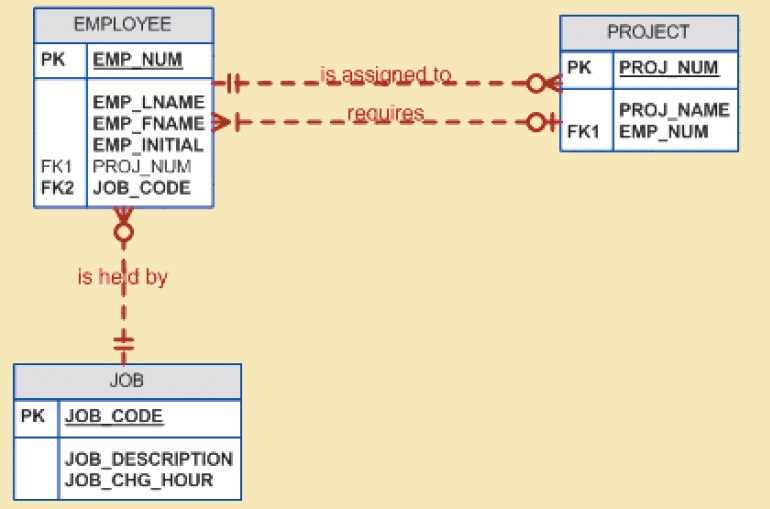 EMPLOYEE
PK EMP_NUM
EMP_LNAME
EMP_FNAME
EMP_INITIAL
FK1 PROJ_NUM
FK2 JOB_CODE
is assigned to
requires
PROJECT
PK PROJ_NUM
PROJ_NAME
FK1 EMP_NUM
is held by
JOB
PK JOB_CODE
JOB_DESCRIPTION
JOB_CHG_HOUR